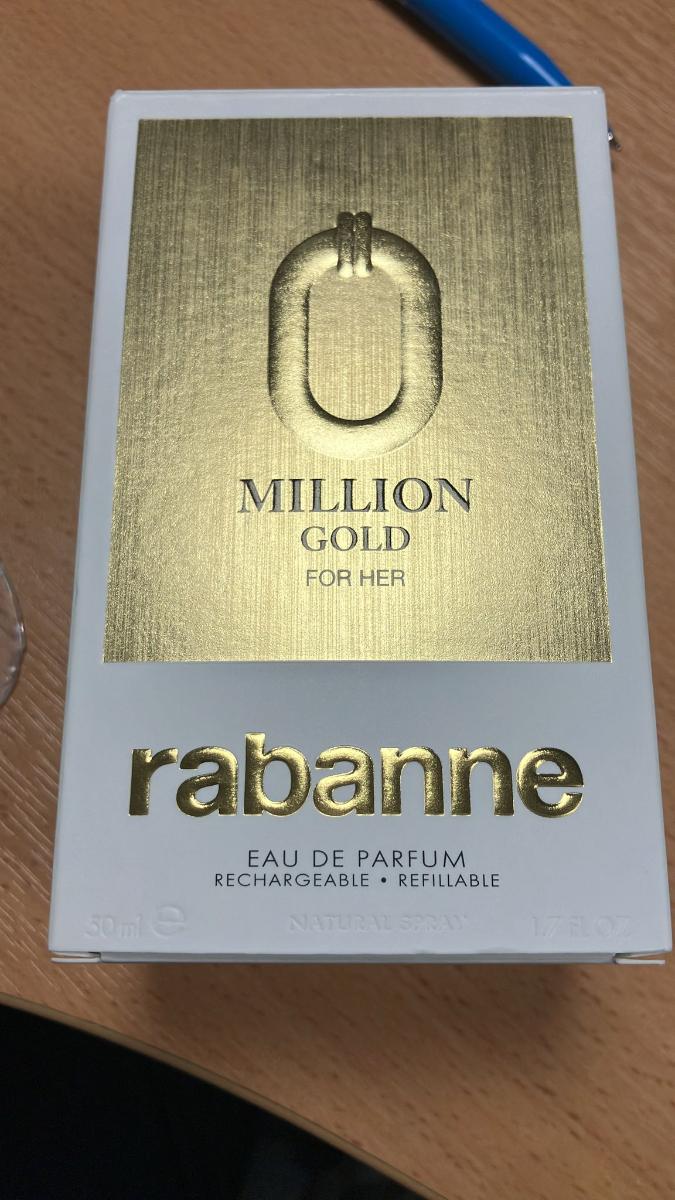 MILLION
GOLD
FOR HER
rabanne
EAU DE PARFUM
RECHARGEABLE • REFILLABLE
50 ml ℮ NATURAL SPRAY 1.7 FL OZ